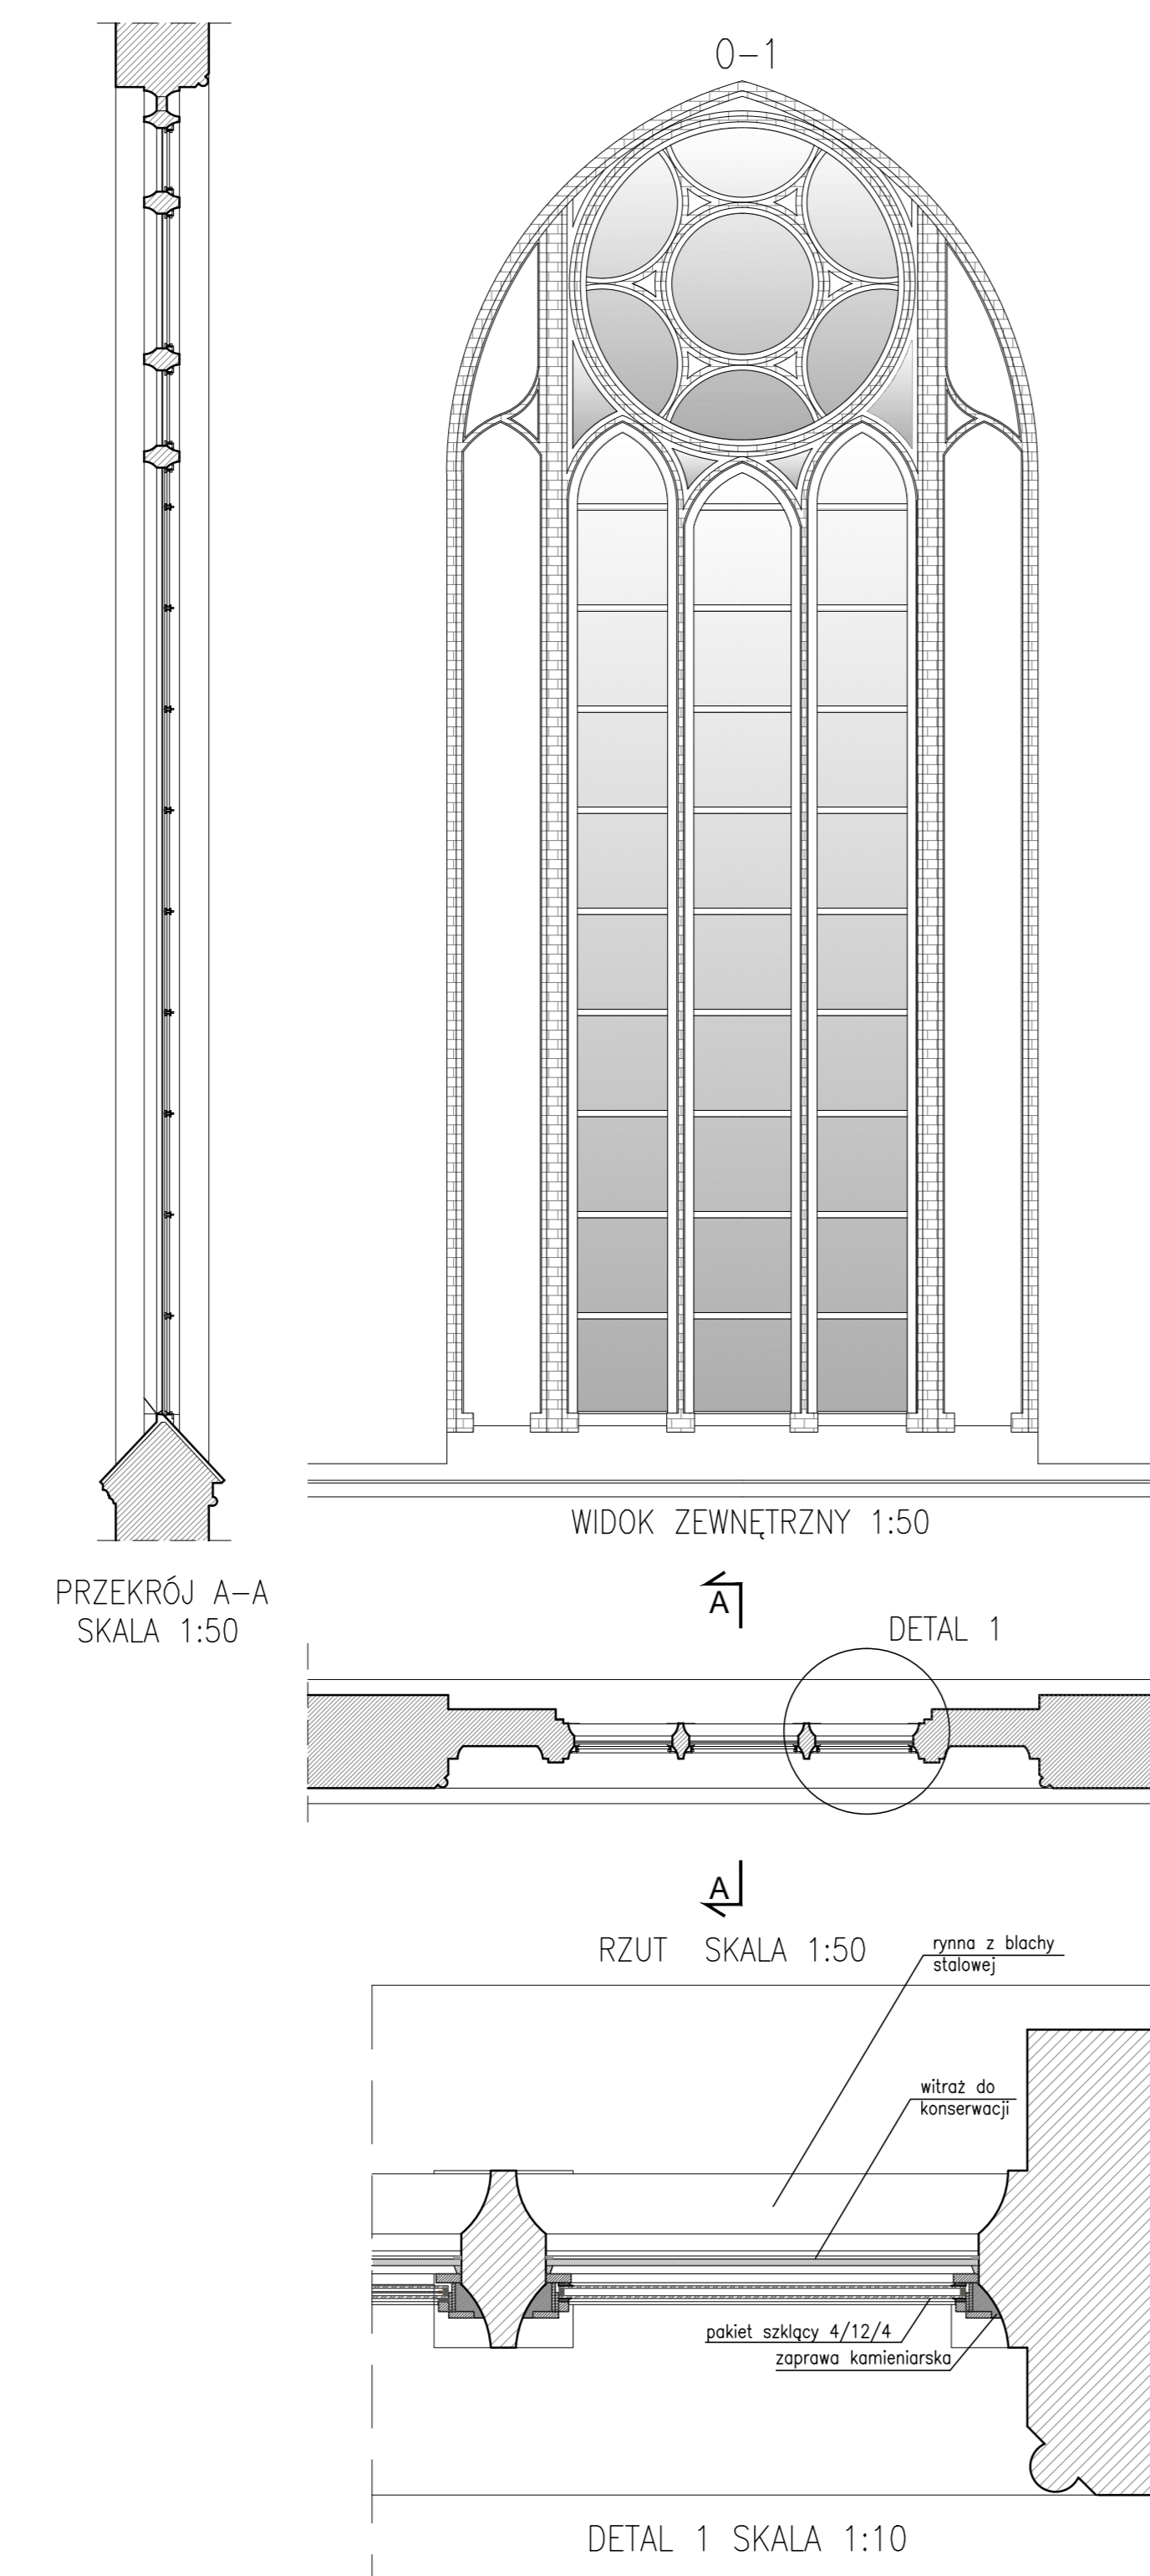 O-1
WIDOK ZEWNĘTRZNY 1:50
PRZEKRÓJ A-A
SKALA 1:50
A
DETAL 1
A
RZUT SKALA 1:50
rynna z blachy
stalowej
witraż do
konserwacji
pakiet szklący 4/12/4
zaprawa kamieniarska
DETAL 1 SKALA 1:10